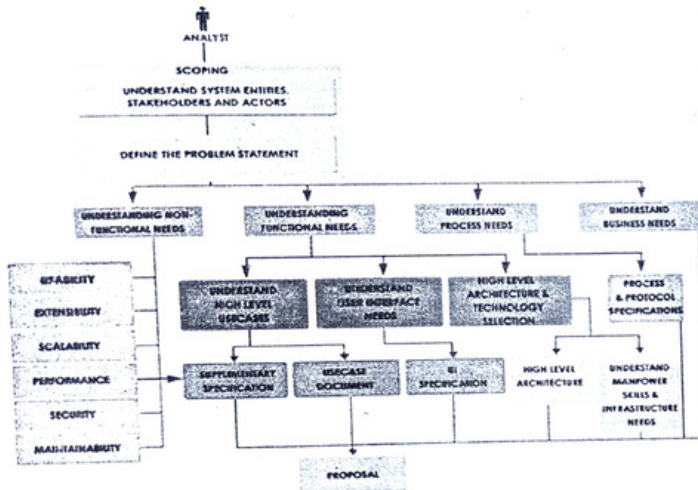 ANALYST
SCOPING
UNDERSTAND SYSTEM ENTITIES,
STAKEHOLDERS AND ACTORS
DEFINE THE PROBLEM STATEMENT
UNDERSTANDING NON-
FUNCTIONAL NEEDS
UNDERSTANDING
FUNCTIONAL NEEDS
UNDERSTAND
PROCESS NEEDS
UNDERSTAND
BUSINESS NEEDS
USABILITY
EXTENSIBILITY
SCALABILITY
PERFORMANCE
SECURITY
MAINTAINABILITY
UNDERSTAND
HIGH LEVEL
USECASES
UNDERSTAND
USER INTERFACE
NEEDS
HIGH LEVEL
ARCHITECTURE &
TECHNOLOGY
SELECTION
PROCESS
& PROTOCOL
SPECIFICATIONS
SUPPLEMENTARY
SPECIFICATION
USECASE
DOCUMENT
UI
SPECIFICATION
HIGH LEVEL
ARCHITECTURE
UNDERSTAND
MANPOWER
SKILLS &
INFRASTRUCTURE
NEEDS
PROPOSAL